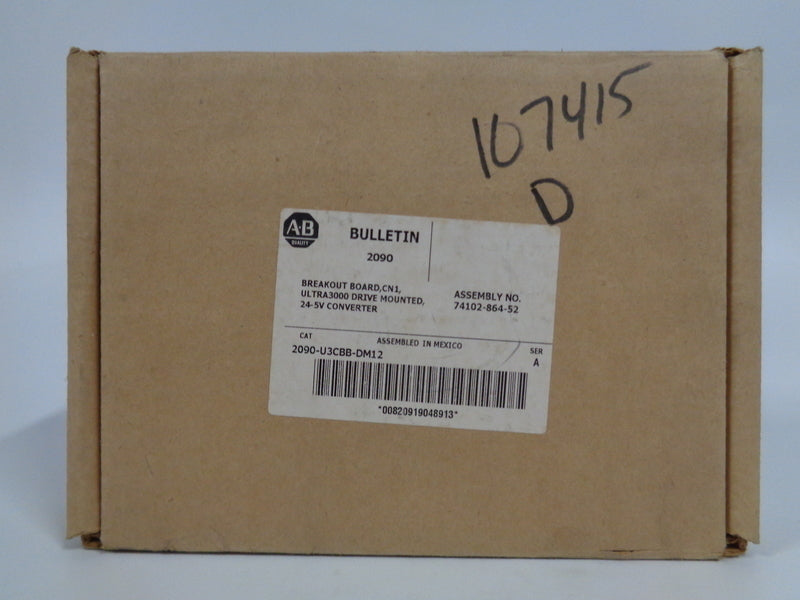 107415
D
A-B
QUALITY
BULLETIN
2090
BREAKOUT BOARD,CN1,
ULTRA3000 DRIVE MOUNTED,
24-5V CONVERTER
ASSEMBLY NO.
74102-864-52
CAT
ASSEMBLED IN MEXICO
SER
2090-U3CBB-DM12
A
*00820919048913*